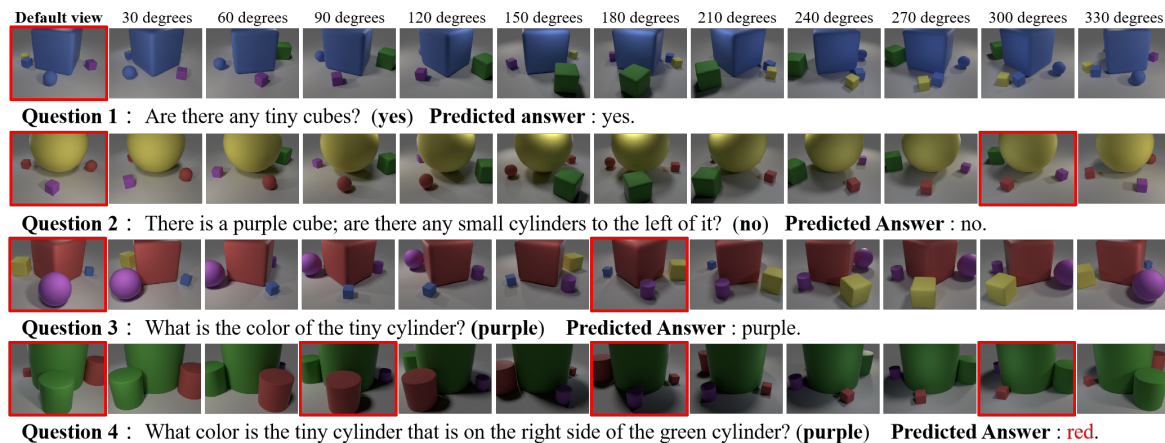 Default view 30 degrees 60 degrees 90 degrees 120 degrees 150 degrees 180 degrees 210 degrees 240 degrees 270 degrees 300 degrees 330 degrees
Question 1 : Are there any tiny cubes? (yes) Predicted answer : yes.
Question 2 : There is a purple cube; are there any small cylinders to the left of it? (no) Predicted Answer : no.
Question 3 : What is the color of the tiny cylinder? (purple) Predicted Answer : purple.
Question 4 : What color is the tiny cylinder that is on the right side of the green cylinder? (purple) Predicted Answer : red.